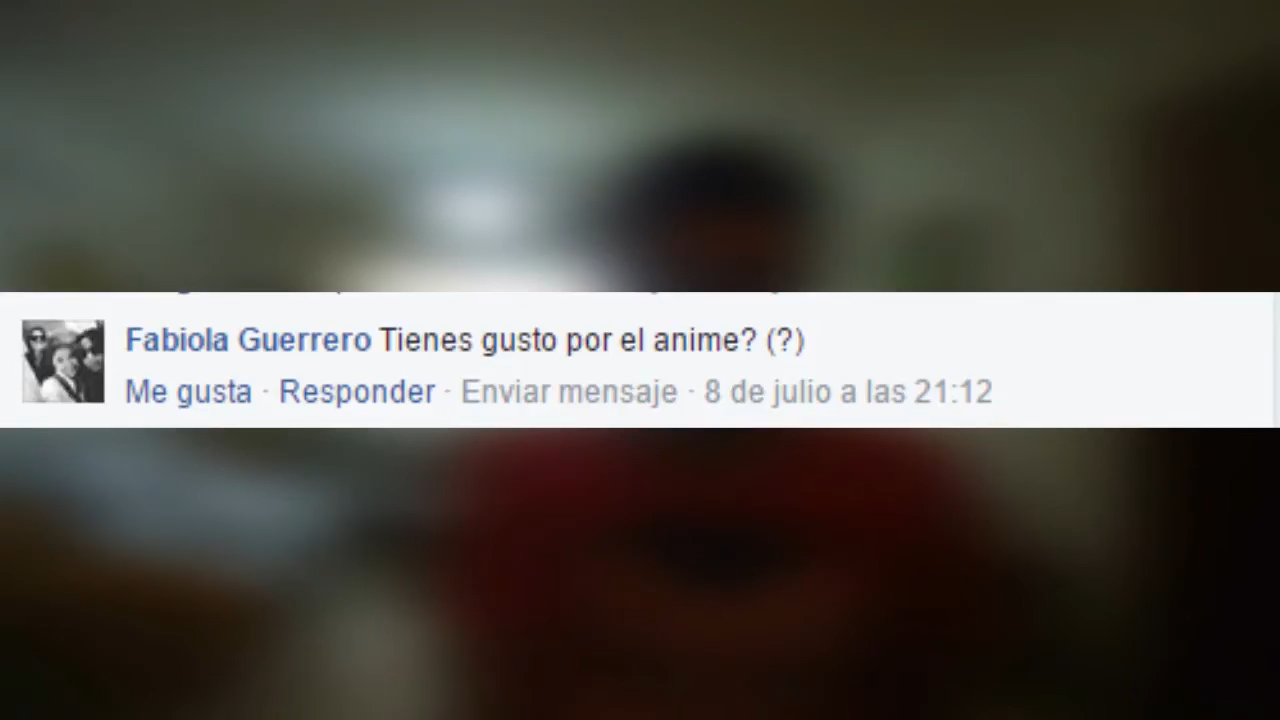 Fabiola Guerrero Tienes gusto por el anime? (?)
Me gusta · Responder · Enviar mensaje · 8 de julio a las 21:12